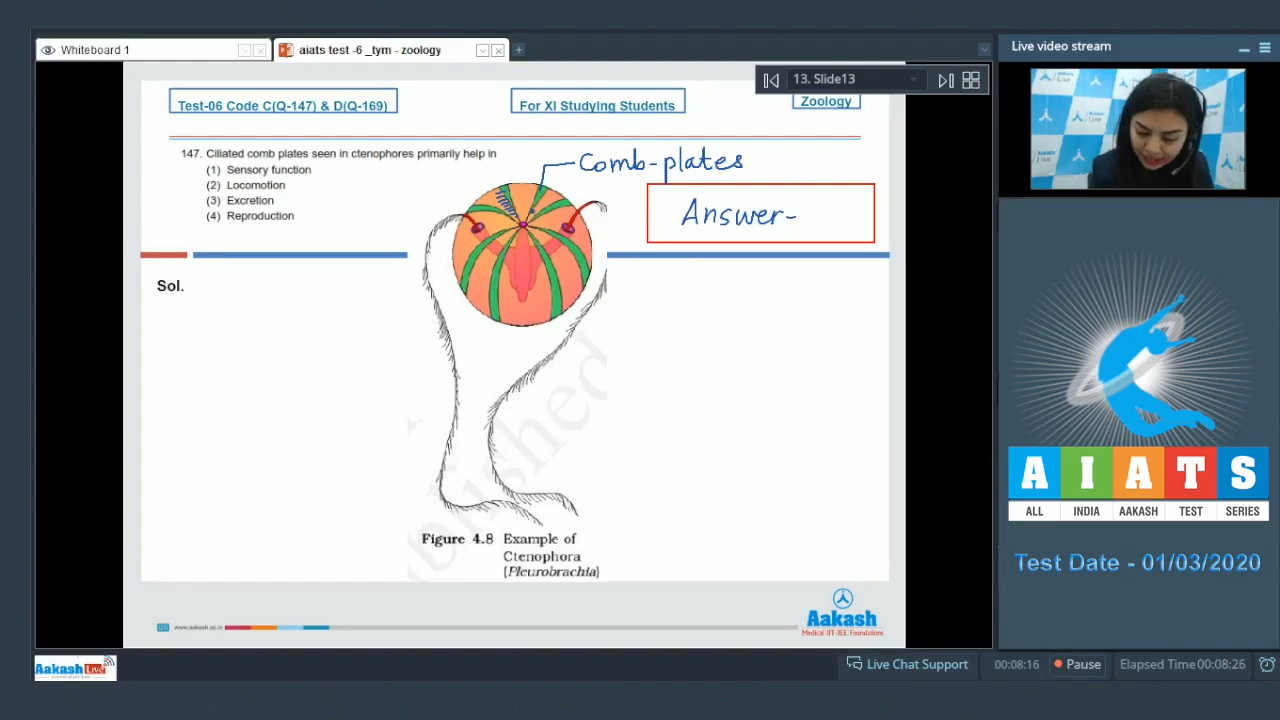 Whiteboard 1
aiats test -6 _tym - zoology
Live video stream
13. Slide13
Test-06 Code C(Q-147) & D(Q-169)
For XI Studying Students
Zoology
147. Ciliated comb plates seen in ctenophores primarily help in
(1) Sensory function
(2) Locomotion
(3) Excretion
(4) Reproduction
Comb-plates
Answer-
Sol.
Figure 4.8 Example of
Ctenophora
(Pleurobrachia)
www.aakash.ac.in
Aakash
Medical|IIT-JEE|Foundations
A I A T S
ALL INDIA AAKASH TEST SERIES
Test Date - 01/03/2020
Aakash Live
Live Chat Support
00:08:16
Pause
Elapsed Time 00:08:26